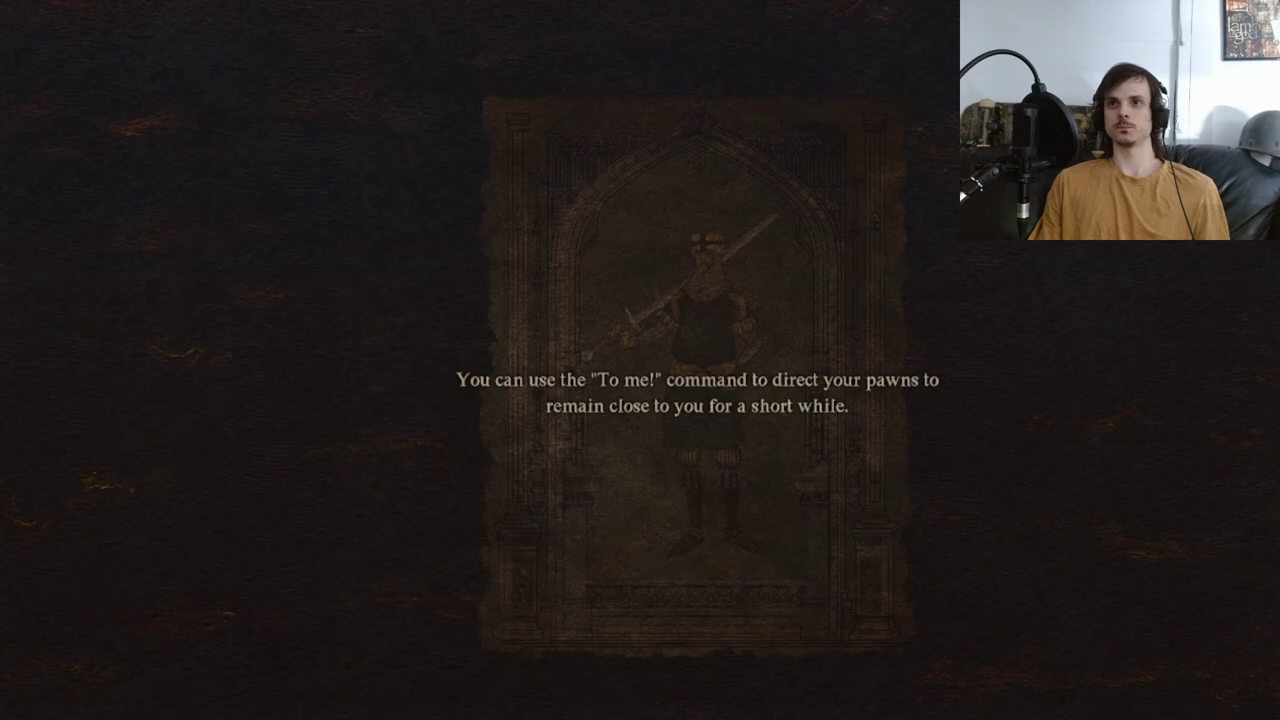 You can use the "To me!" command to direct your pawns to
remain close to you for a short while.